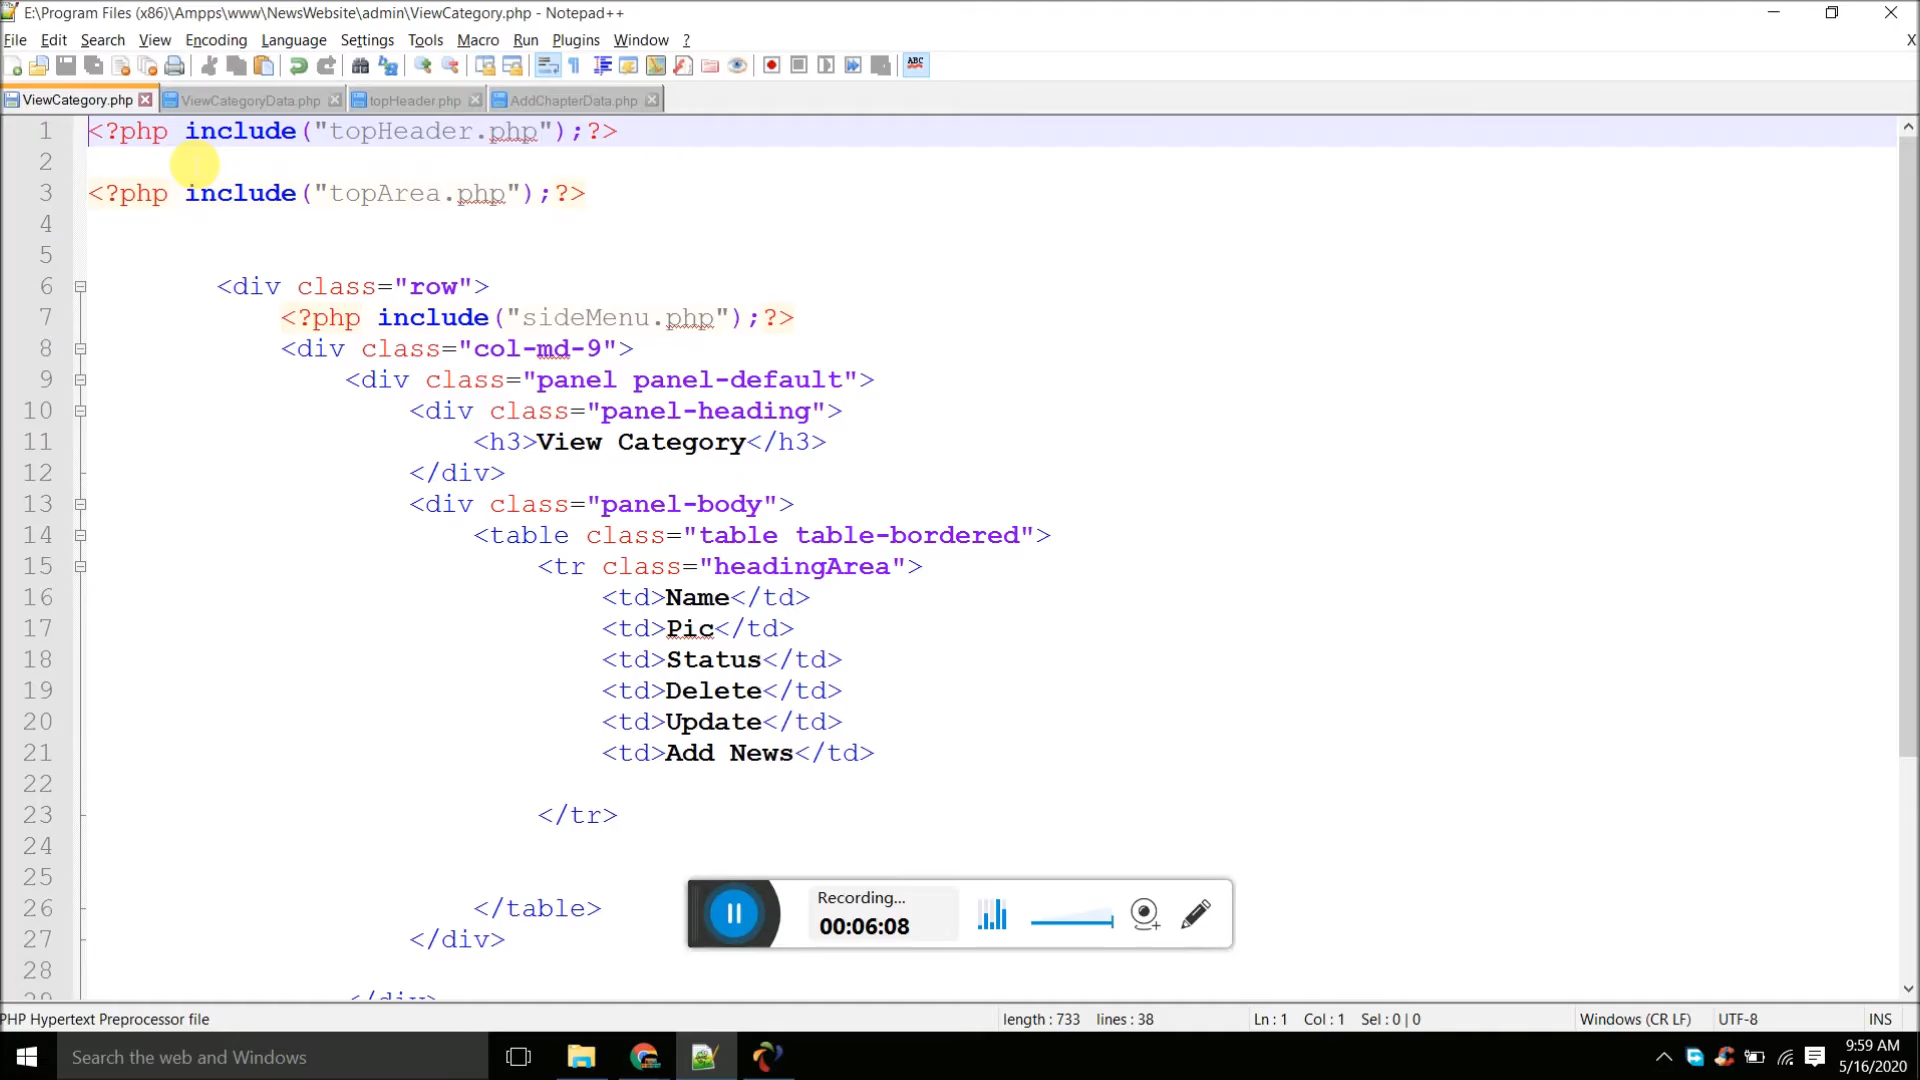 E:\Program Files (x86)\Ampps\www\NewsWebsite\admin\ViewCategory.php - Notepad++
File Edit Search View Encoding Language Settings Tools Macro Run Plugins Window ? X
ABC
ViewCategory.php ViewCategoryData.php topHeader.php AddChapterData.php
1 <?php include("topHeader.php");?>
2
3 <?php include("topArea.php");?>
4
5
6 <div class="row">
7 <?php include("sideMenu.php");?>
8 <div class="col-md-9">
9 <div class="panel panel-default">
10 <div class="panel-heading">
11 <h3>View Category</h3>
12 </div>
13 <div class="panel-body">
14 <table class="table table-bordered">
15 <tr class="headingArea">
16 <td>Name</td>
17 <td>Pic</td>
18 <td>Status</td>
19 <td>Delete</td>
20 <td>Update</td>
21 <td>Add News</td>
22
23 </tr>
24
25
26 </table>
27 </div>
28
29 </div>
Recording...
00:06:08
PHP Hypertext Preprocessor file length : 733 lines : 38 Ln : 1 Col : 1 Sel : 0 | 0 Windows (CR LF) UTF-8 INS
Search the web and Windows
9:59 AM
5/16/2020